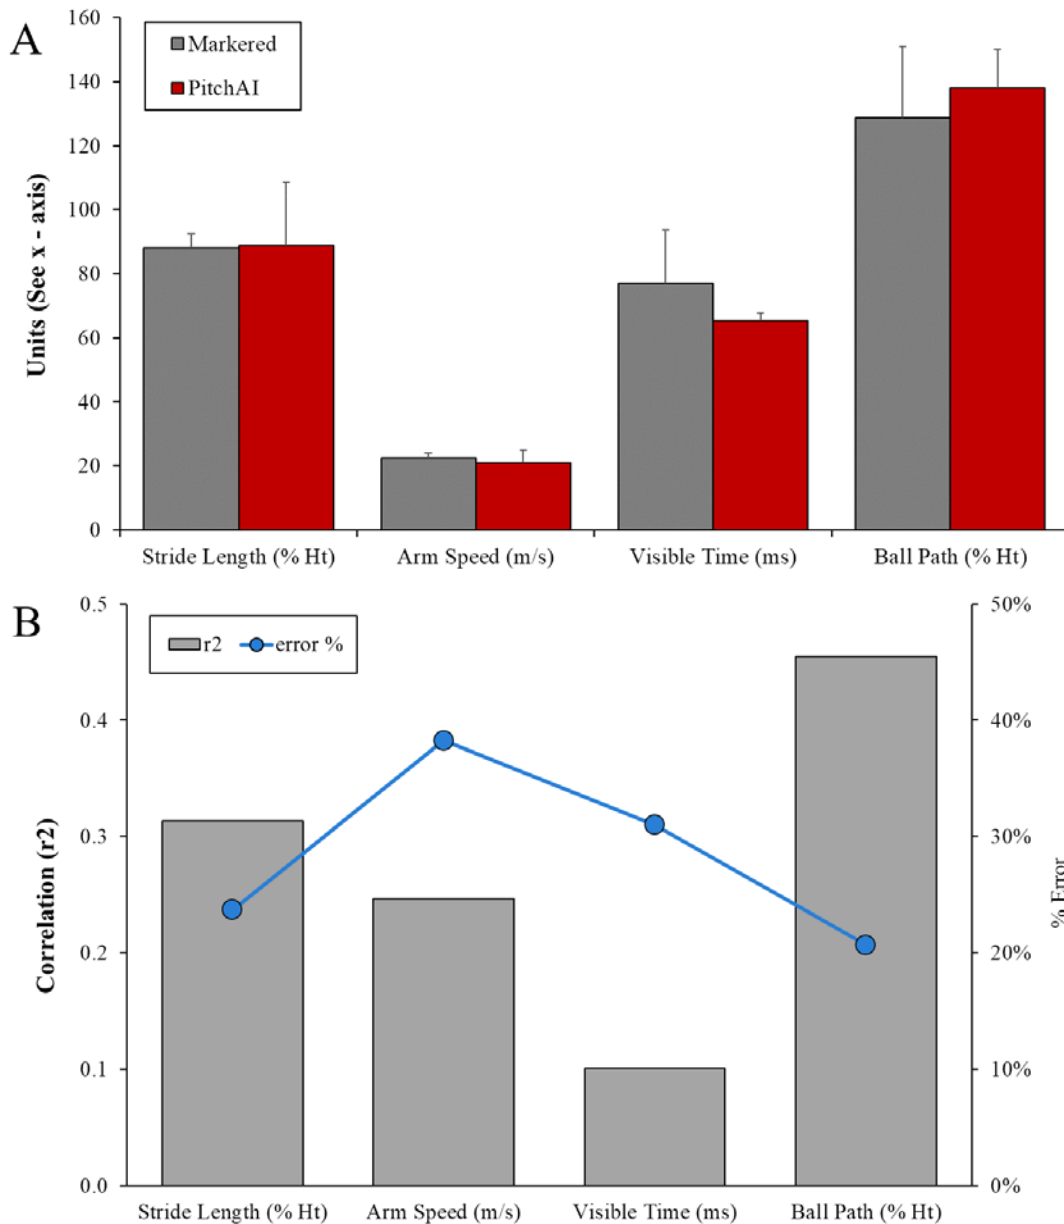 A
Markered
PitchAI
Units (See x - axis)
160
140
120
100
80
60
40
20
0
Stride Length (% Ht) Arm Speed (m/s) Visible Time (ms) Ball Path (% Ht)
B
r2 error %
Correlation (r2)
0.5
0.4
0.3
0.2
0.1
0.0
50%
40%
30%
20%
10%
0%
% Error
Stride Length (% Ht) Arm Speed (m/s) Visible Time (ms) Ball Path (% Ht)